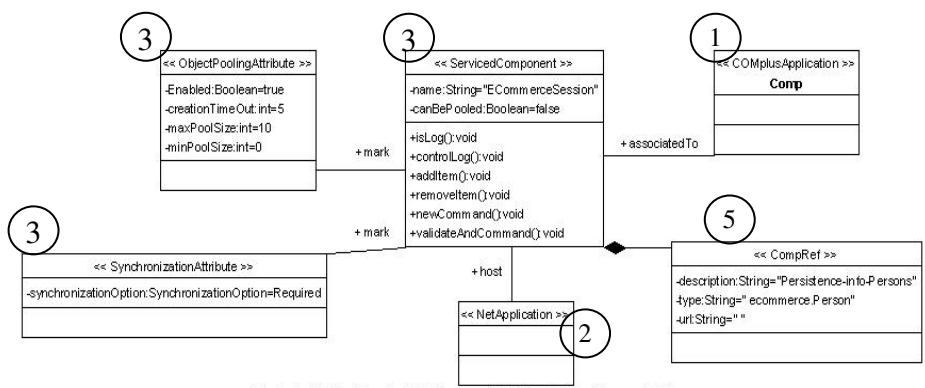 3
<< ObjectPoolingAttribute >>
-Enabled:Boolean=true
-creationTimeOut:int=5
-maxPoolSize:int=10
-minPoolSize:int=0
+ mark
3
<< ServicedComponent >>
-name:String="ECommerceSession"
-canBePooled:Boolean=false
+isLog():void
+controlLog():void
+addItem():void
+removeItem():void
+newCommand():void
+validateAndCommand():void
1
<< COMplusApplication >>
Comp
+ associatedTo
3
+ mark
<< SynchronizationAttribute >>
-synchronizationOption:SynchronizationOption=Required
+ host
<< NetApplication >>
2
5
<< CompRef >>
-description:String="Persistence-info-Persons"
-type:String=" ecommerce.Person"
-url:String=" "